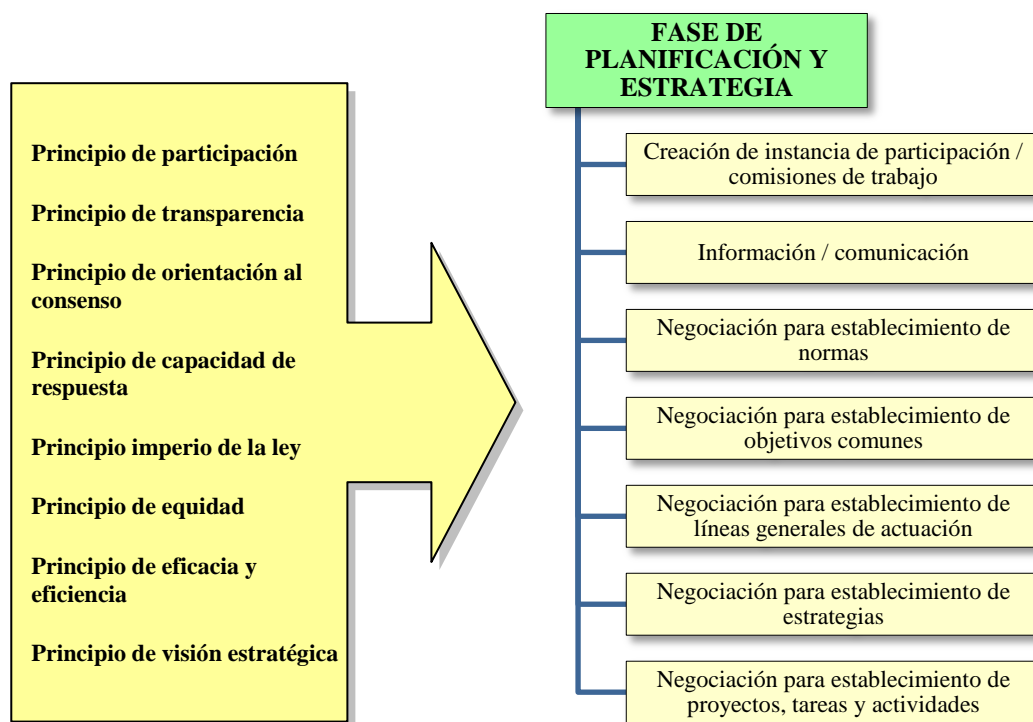 Principio de participación
Principio de transparencia
Principio de orientación al
consenso
Principio de capacidad de
respuesta
Principio imperio de la ley
Principio de equidad
Principio de eficacia y
eficiencia
Principio de visión estratégica
FASE DE
PLANIFICACIÓN Y
ESTRATEGIA
Creación de instancia de participación /
comisiones de trabajo
Información / comunicación
Negociación para establecimiento de
normas
Negociación para establecimiento de
objetivos comunes
Negociación para establecimiento de
líneas generales de actuación
Negociación para establecimiento de
estrategias
Negociación para establecimiento de
proyectos, tareas y actividades